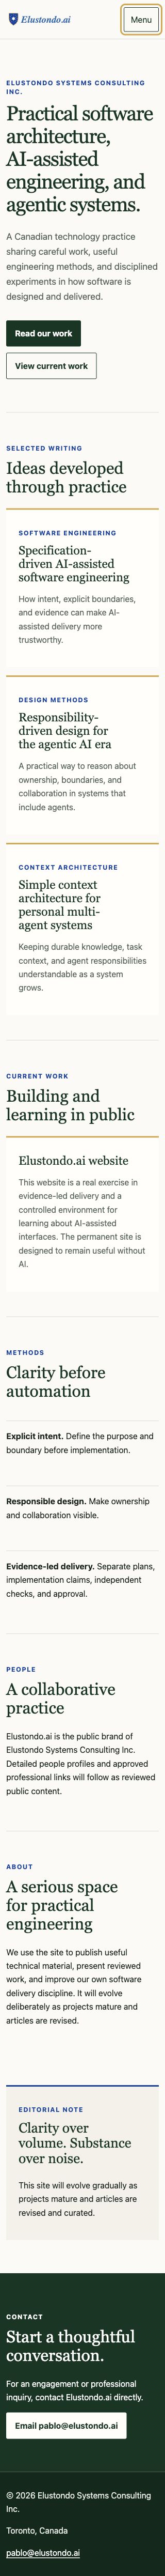 Elustondo.ai
Menu
ELUSTONDO SYSTEMS CONSULTING
INC.
Practical software
architecture,
AI-assisted
engineering, and
agentic systems.
A Canadian technology practice
sharing careful work, useful
engineering methods, and disciplined
experiments in how software is
designed and delivered.
Read our work
View current work
SELECTED WRITING
Ideas developed
through practice
SOFTWARE ENGINEERING
Specification-
driven AI-assisted
software engineering
How intent, explicit boundaries,
and evidence can make AI-
assisted delivery more
trustworthy.
DESIGN METHODS
Responsibility-
driven design for
the agentic AI era
A practical way to reason about
ownership, boundaries, and
collaboration in systems that
include agents.
CONTEXT ARCHITECTURE
Simple context
architecture for
personal multi-
agent systems
Keeping durable knowledge, task
context, and agent responsibilities
understandable as a system
grows.
CURRENT WORK
Building and
learning in public
Elustondo.ai website
This website is a real exercise in
evidence-led delivery and a
controlled environment for
learning about AI-assisted
interfaces. The permanent site is
designed to remain useful without
AI.
METHODS
Clarity before
automation
Explicit intent. Define the purpose and
boundary before implementation.
Responsible design. Make ownership
and collaboration visible.
Evidence-led delivery. Separate plans,
implementation claims, independent
checks, and approval.
PEOPLE
A collaborative
practice
Elustondo.ai is the public brand of
Elustondo Systems Consulting Inc.
Detailed people profiles and approved
professional links will follow as reviewed
public content.
ABOUT
A serious space
for practical
engineering
We use the site to publish useful
technical material, present reviewed
work, and improve our own software
delivery discipline. It will evolve
deliberately as projects mature and
articles are revised.
EDITORIAL NOTE
Clarity over
volume. Substance
over noise.
This site will evolve gradually as
projects mature and articles are
revised and curated.
CONTACT
Start a thoughtful
conversation.
For an engagement or professional
inquiry, contact Elustondo.ai directly.
Email pablo@elustondo.ai
© 2026 Elustondo Systems Consulting
Inc.
Toronto, Canada
pablo@elustondo.ai